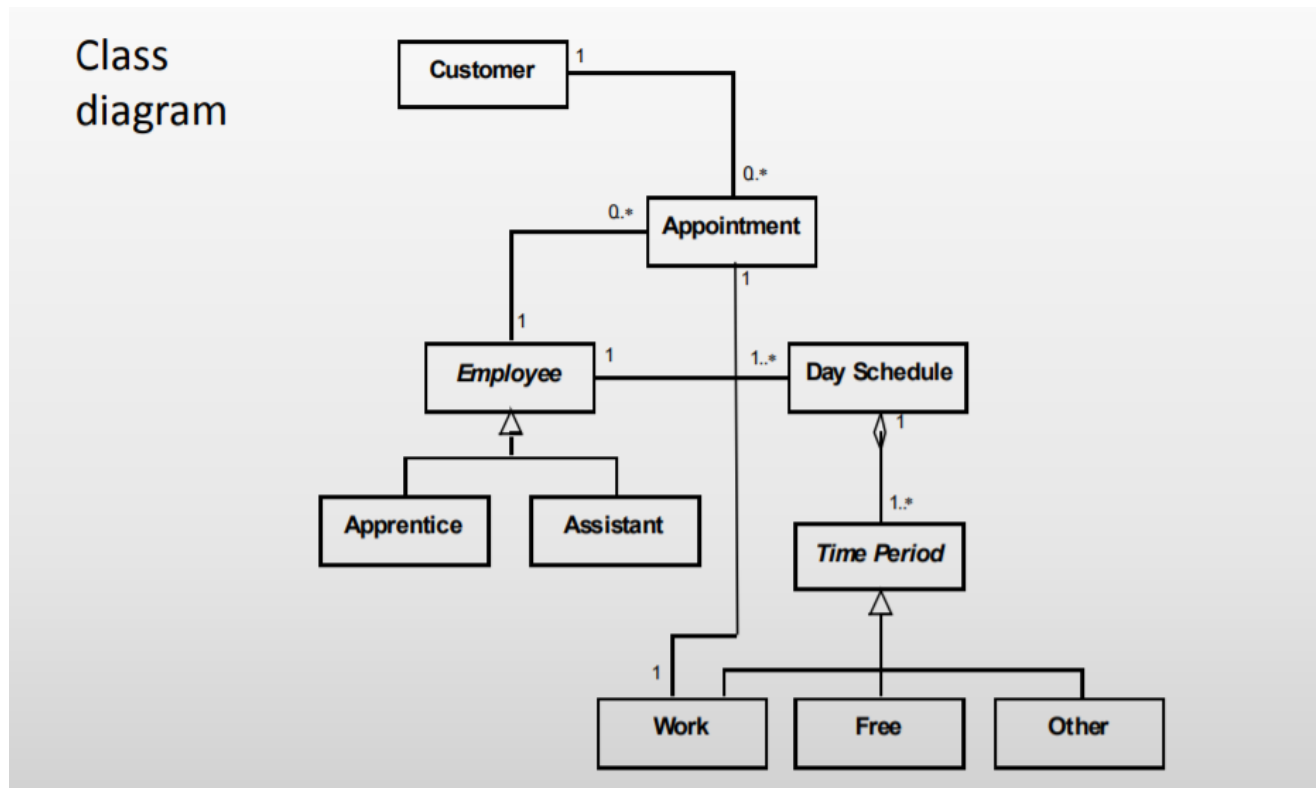 Class
diagram
Customer
1
0..*
0..*
Appointment
1
1
Employee
1
1..*
Day Schedule
1
Apprentice
Assistant
1..*
Time Period
1
Work
Free
Other